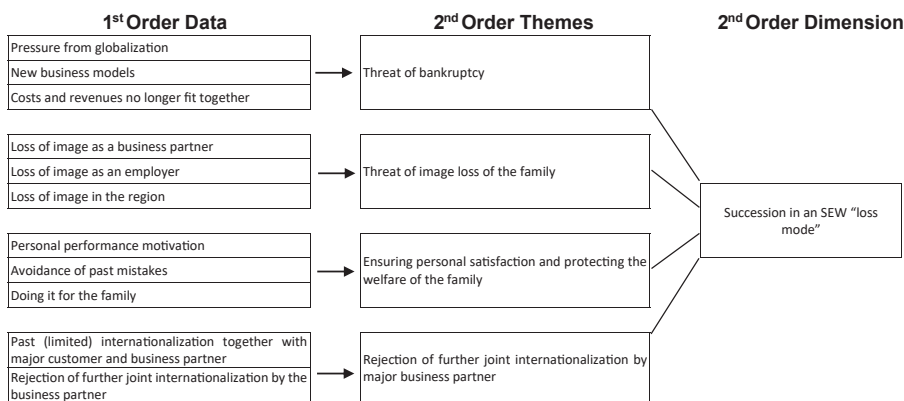 1st Order Data
2nd Order Themes
2nd Order Dimension
Pressure from globalization
New business models
Costs and revenues no longer fit together
Threat of bankruptcy
Loss of image as a business partner
Loss of image as an employer
Loss of image in the region
Threat of image loss of the family
Succession in an SEW “loss
mode”
Personal performance motivation
Avoidance of past mistakes
Doing it for the family
Ensuring personal satisfaction and protecting the
welfare of the family
Past (limited) internationalization together with
major customer and business partner
Rejection of further joint internationalization by the
business partner
Rejection of further joint internationalization by
major business partner